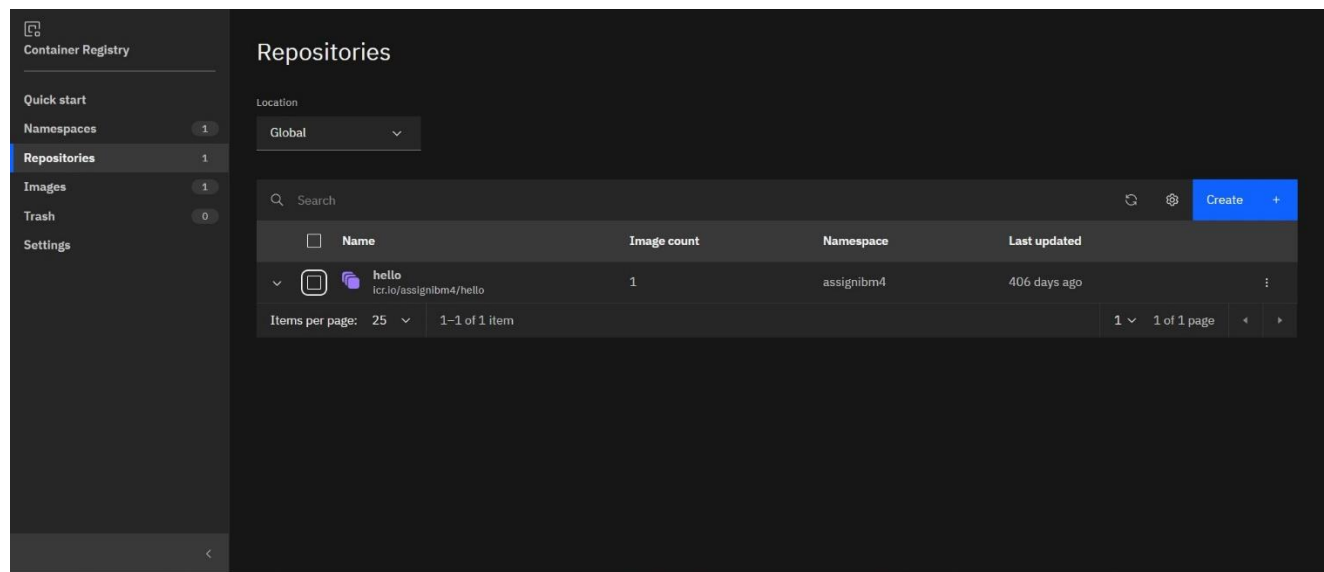 Container Registry
Quick start
Namespaces 1
Repositories 1
Images 1
Trash 0
Settings
Repositories
Location
Global
Search
Create +
Name Image count Namespace Last updated
hello 1 assignibm4 406 days ago
icr.io/assignibm4/hello
Items per page: 25 1–1 of 1 item 1 1 of 1 page